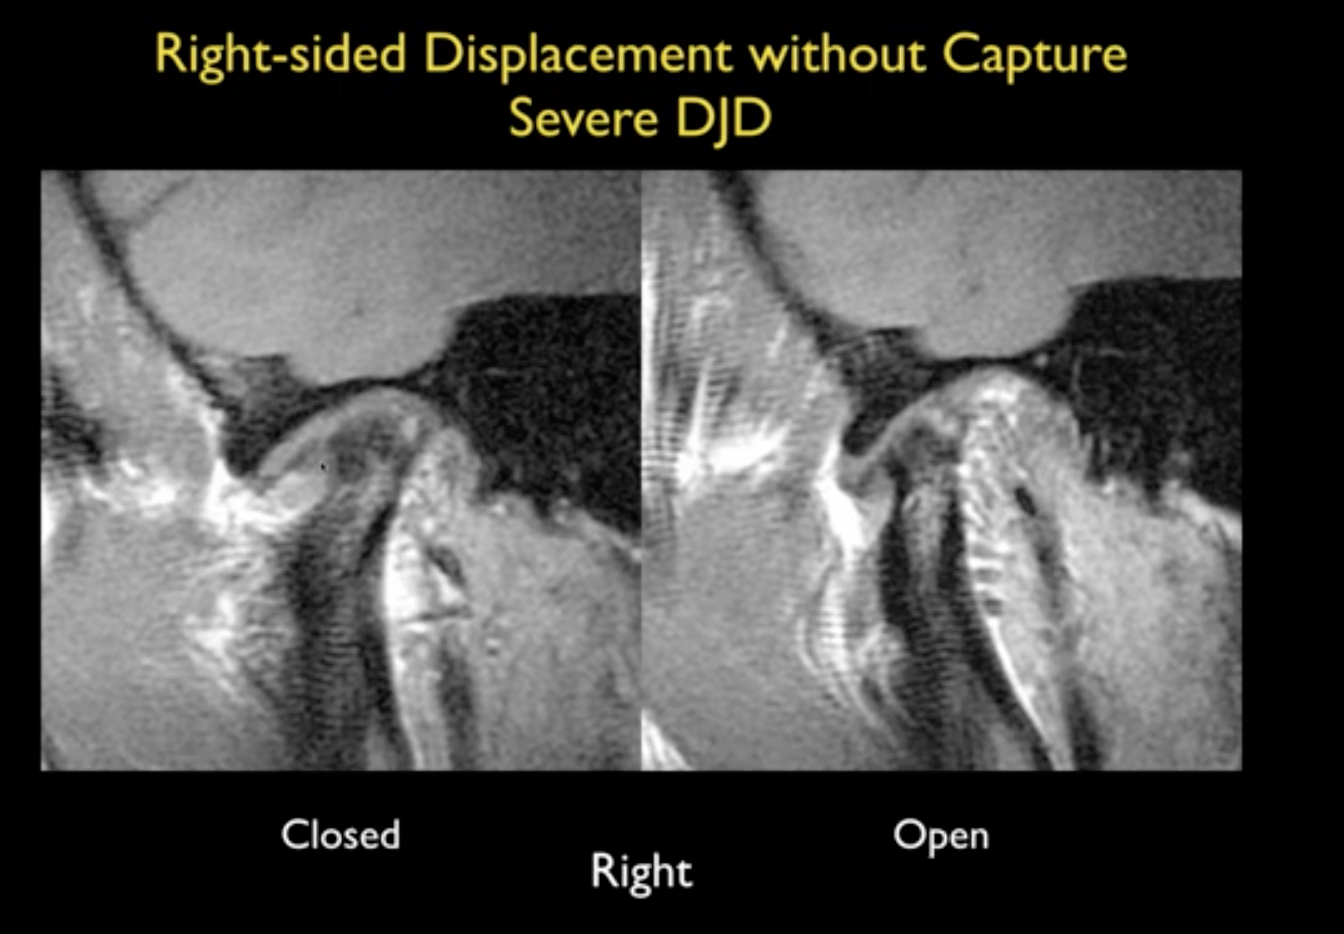 Right-sided Displacement without Capture
Severe DJD
Closed
Open
Right